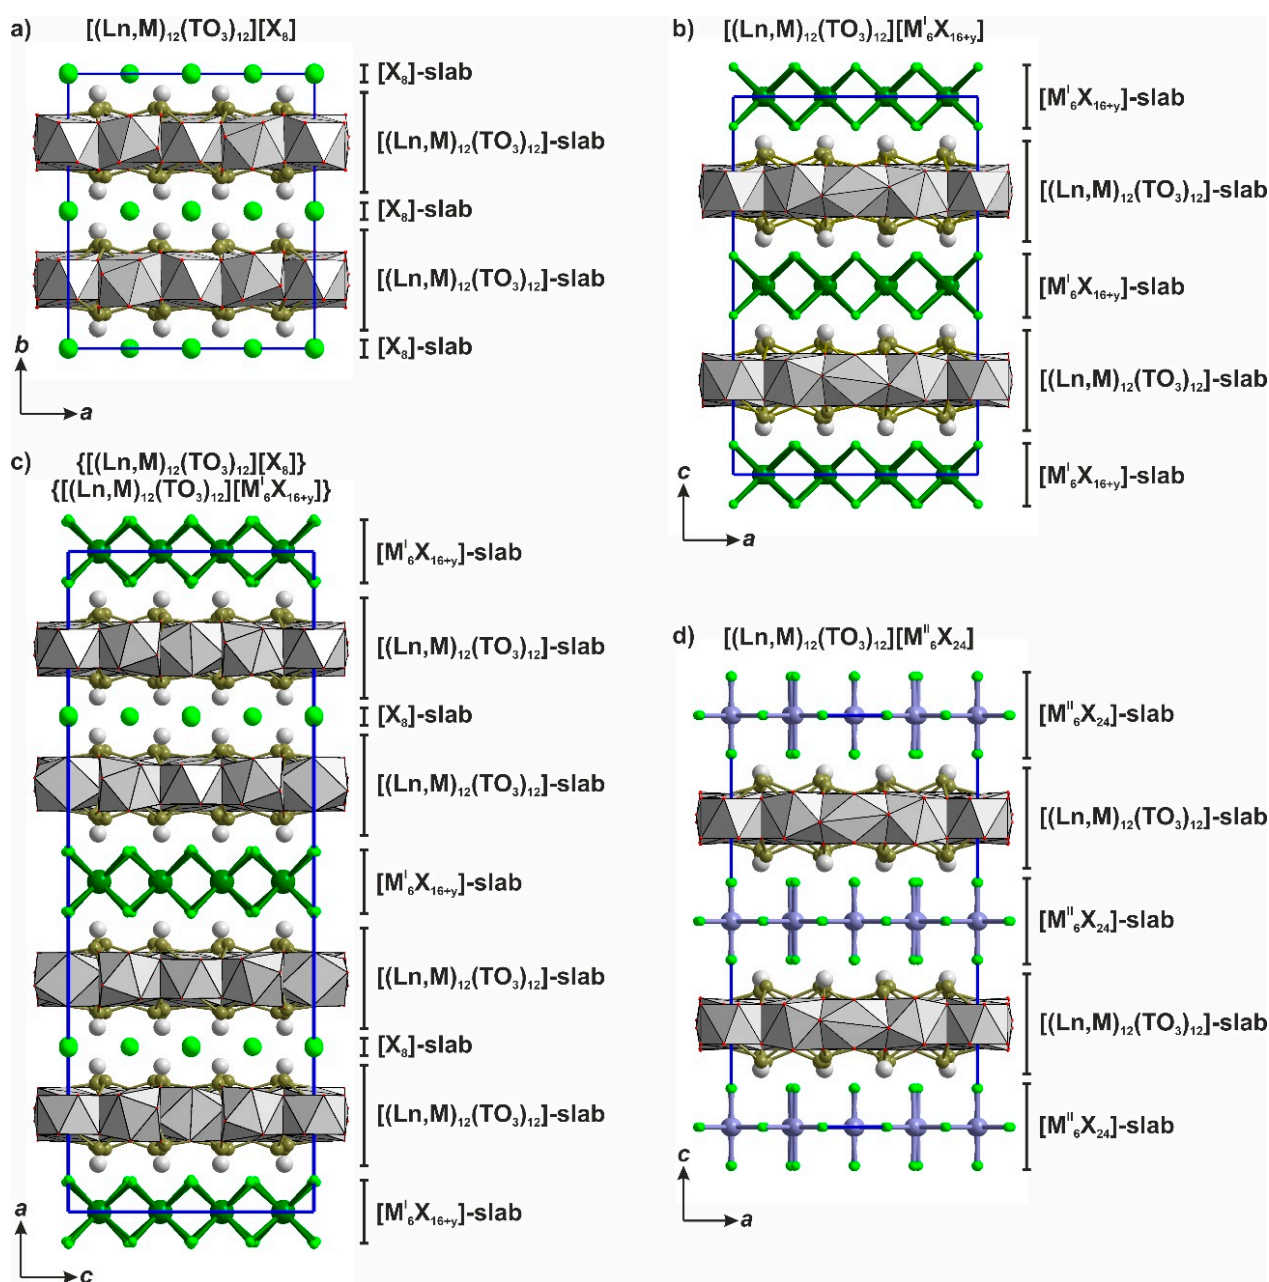 a) [(Ln,M)₁₂(TO₃)₁₂][X₈]
[X₈]-slab
[(Ln,M)₁₂(TO₃)₁₂]-slab
[X₈]-slab
[(Ln,M)₁₂(TO₃)₁₂]-slab
[X₈]-slab
b
a
b) [(Ln,M)₁₂(TO₃)₁₂][Mᴵ₆X₁₆₊y]
[Mᴵ₆X₁₆₊y]-slab
[(Ln,M)₁₂(TO₃)₁₂]-slab
[Mᴵ₆X₁₆₊y]-slab
[(Ln,M)₁₂(TO₃)₁₂]-slab
[Mᴵ₆X₁₆₊y]-slab
c
a
c) {[(Ln,M)₁₂(TO₃)₁₂][X₈]}
{[(Ln,M)₁₂(TO₃)₁₂][Mᴵ₆X₁₆₊y]}
[Mᴵ₆X₁₆₊y]-slab
[(Ln,M)₁₂(TO₃)₁₂]-slab
[X₈]-slab
[(Ln,M)₁₂(TO₃)₁₂]-slab
[Mᴵ₆X₁₆₊y]-slab
[(Ln,M)₁₂(TO₃)₁₂]-slab
[X₈]-slab
[(Ln,M)₁₂(TO₃)₁₂]-slab
[Mᴵ₆X₁₆₊y]-slab
a
c
d) [(Ln,M)₁₂(TO₃)₁₂][Mᴵᴵ₆X₂₄]
[Mᴵᴵ₆X₂₄]-slab
[(Ln,M)₁₂(TO₃)₁₂]-slab
[Mᴵᴵ₆X₂₄]-slab
[(Ln,M)₁₂(TO₃)₁₂]-slab
[Mᴵᴵ₆X₂₄]-slab
c
a